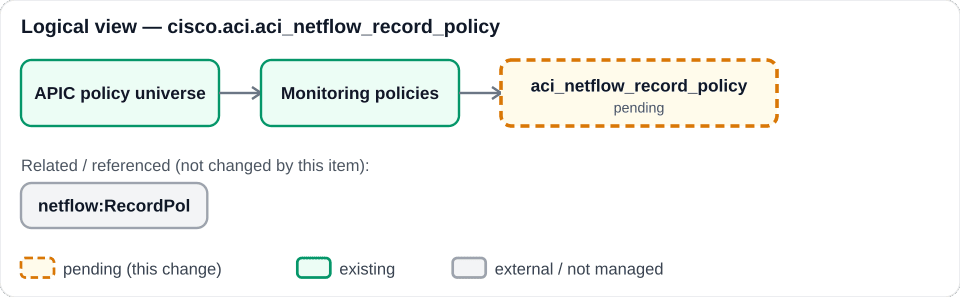 Logical view — cisco.aci.aci_netflow_record_policy
APIC policy universe
Monitoring policies
aci_netflow_record_policy
pending
Related / referenced (not changed by this item):
netflow:RecordPol
pending (this change)
existing
external / not managed